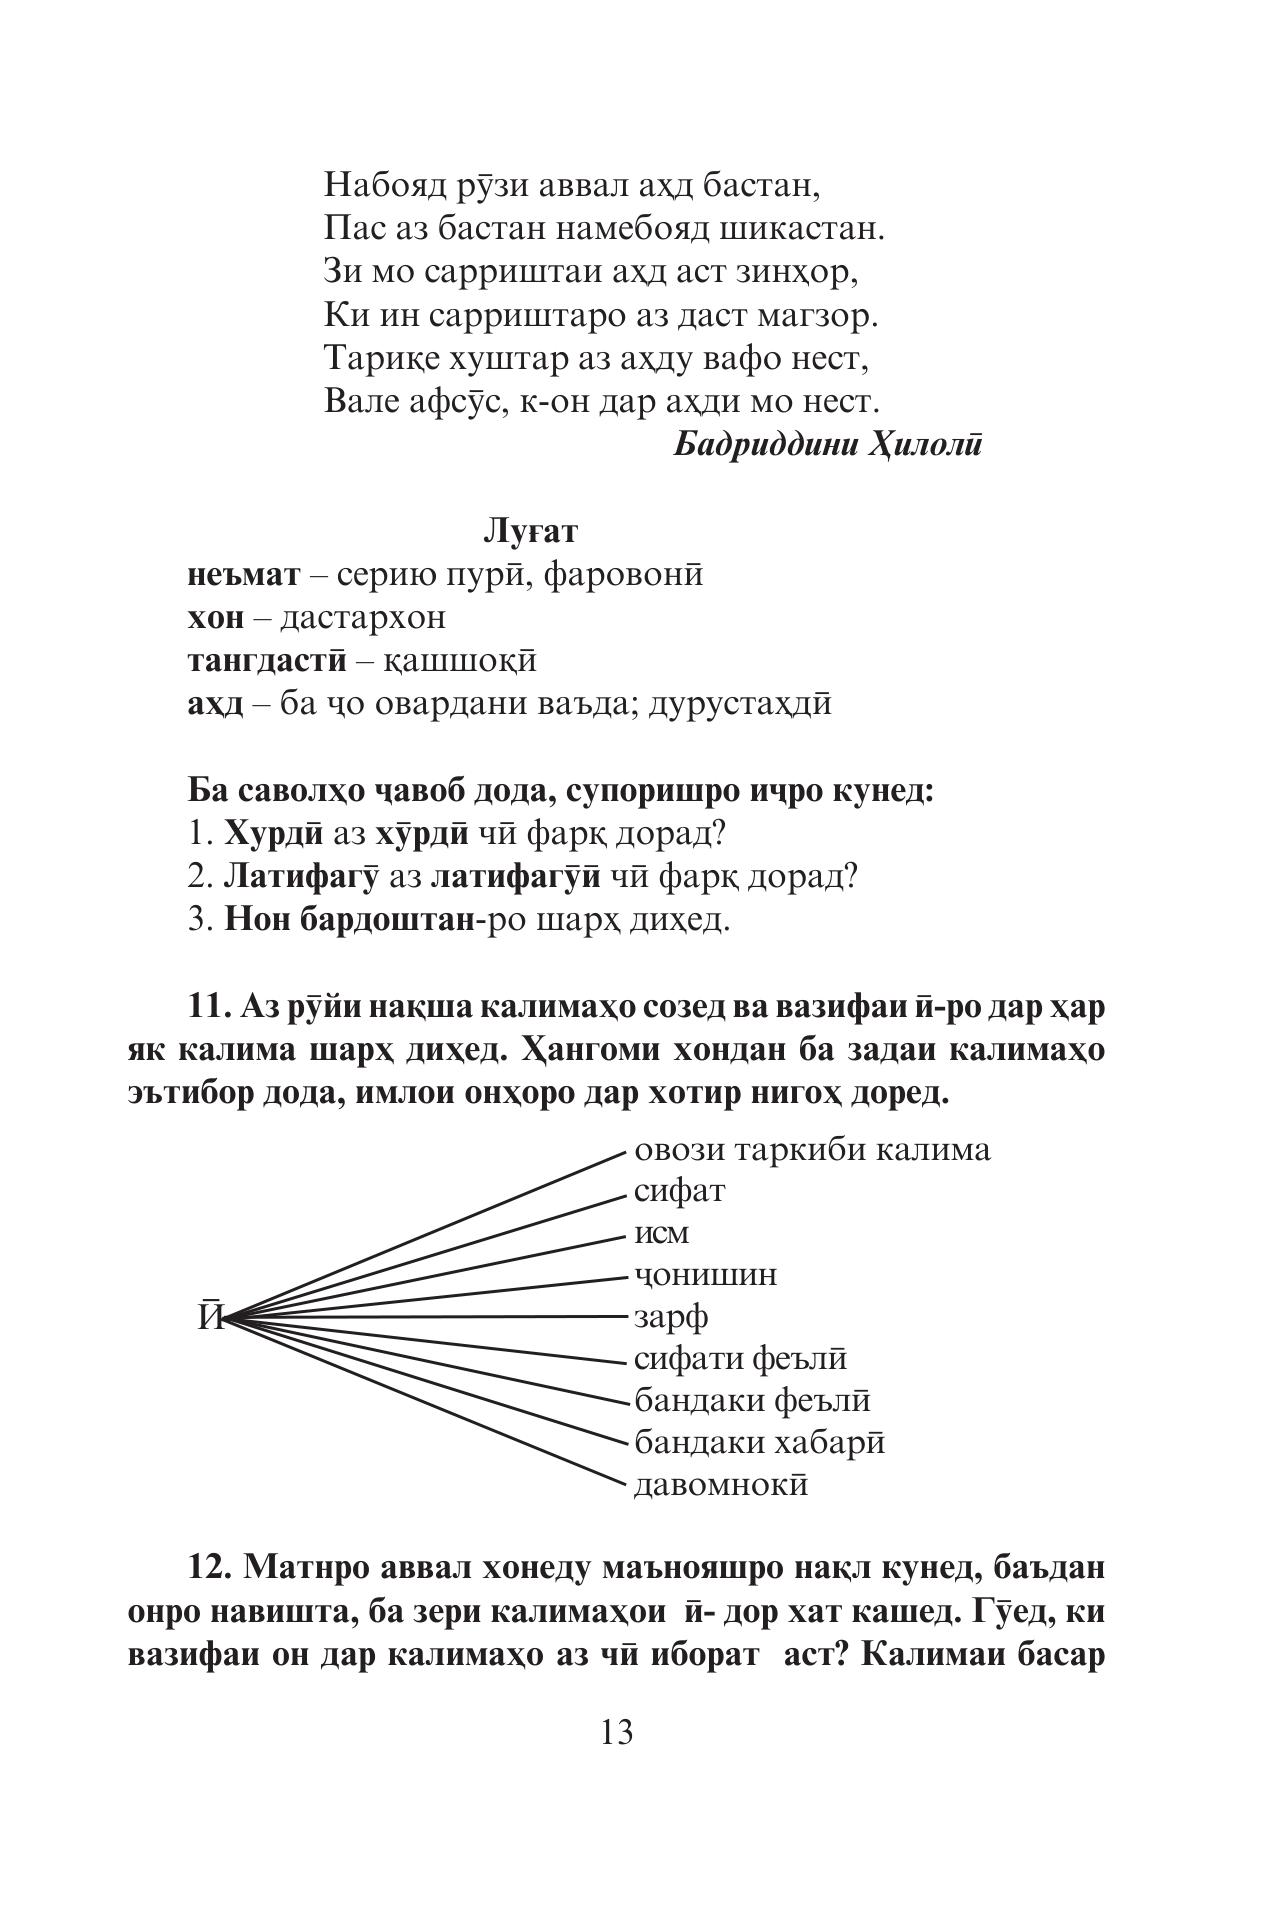 Набояд рӯзи аввал аҳд бастан,
Пас аз бастан намебояд шикастан.
Зи мо сарриштаи аҳд аст зинҳор,
Ки ин сарриштаро аз даст магзор.
Тариқе хуштар аз аҳду вафо нест,
Вале афсӯс, к-он дар аҳди мо нест.
Бадриддини Ҳилолӣ
Луғат
неъмат – серию пурӣ, фаровонӣ
хон – дастархон
тангдастӣ – қашшоқӣ
аҳд – ба ҷо овардани ваъда; дурустаҳдӣ
Ба саволҳо ҷавоб дода, супоришро иҷро кунед:
1. Хурдӣ аз хӯрдӣ чӣ фарқ дорад?
2. Латифагӯ аз латифагӯӣ чӣ фарқ дорад?
3. Нон бардоштан-ро шарҳ диҳед.
11. Аз рӯйи нақша калимаҳо созед ва вазифаи ӣ-ро дар ҳар
як калима шарҳ диҳед. Ҳангоми хондан ба задаи калимаҳо
эътибор дода, имлои онҳоро дар хотир нигоҳ доред.
овози таркиби калима
сифат
исм
ҷонишин
Ӣ зарф
сифати феълӣ
бандаки феълӣ
бандаки хабарӣ
давомнокӣ
12. Матнро аввал хонеду маънояшро нақл кунед, баъдан
онро навишта, ба зери калимаҳои ӣ- дор хат кашед. Гӯед, ки
вазифаи он дар калимаҳо аз чӣ иборат аст? Калимаи басар
13